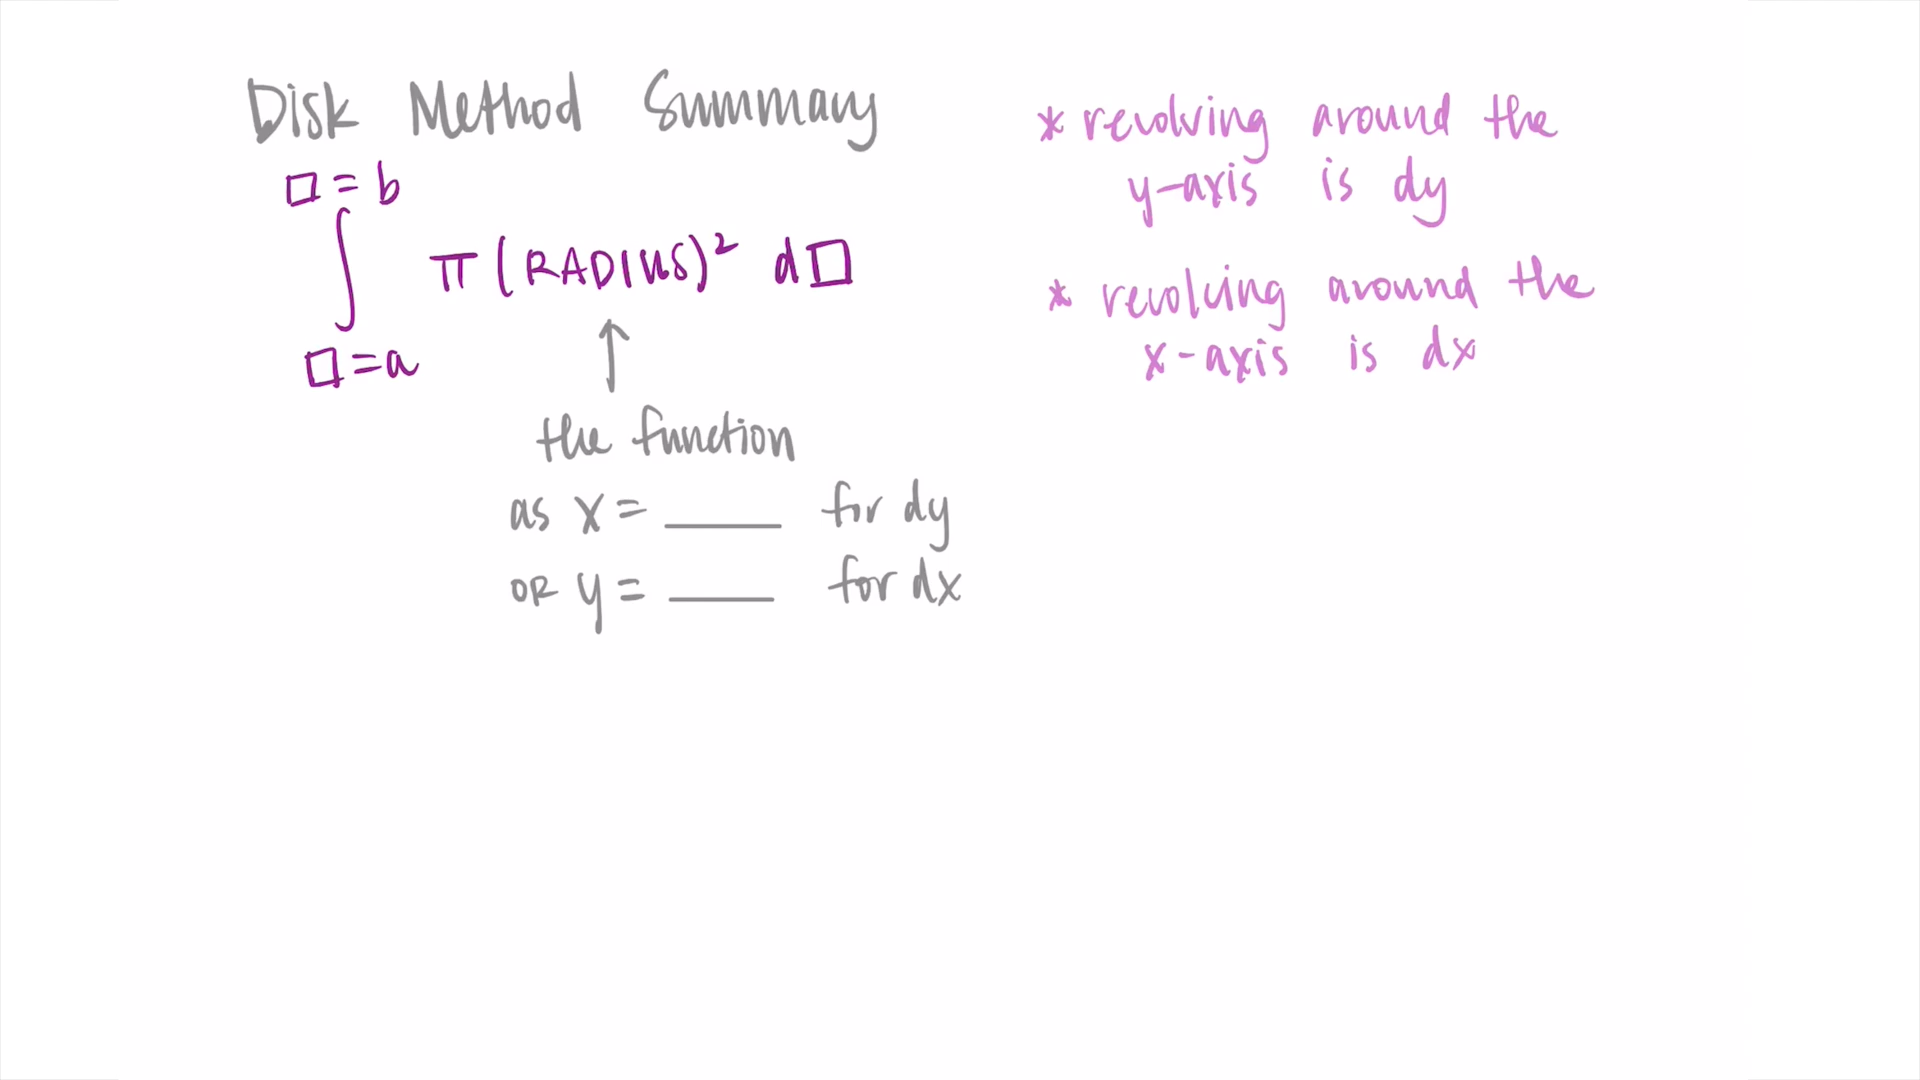 Disk Method Summary
□ = b
∫ π (RADIUS)² d□
□ = a
↑
the function
as x = ____ for dy
OR y = ____ for dx
* revolving around the
y-axis is dy
* revolving around the
x-axis is dx